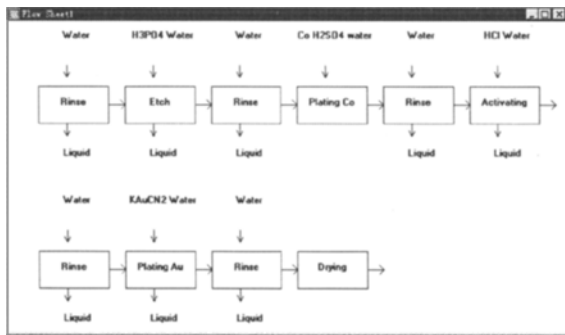 Flow Sheet1
Water H3PO4 Water Water Co H2SO4 water Water HCl Water
Rinse Etch Rinse Plating Co Rinse Activating
Liquid Liquid Liquid Liquid Liquid
Water KAuCN2 Water Water
Rinse Plating Au Rinse Drying
Liquid Liquid Liquid